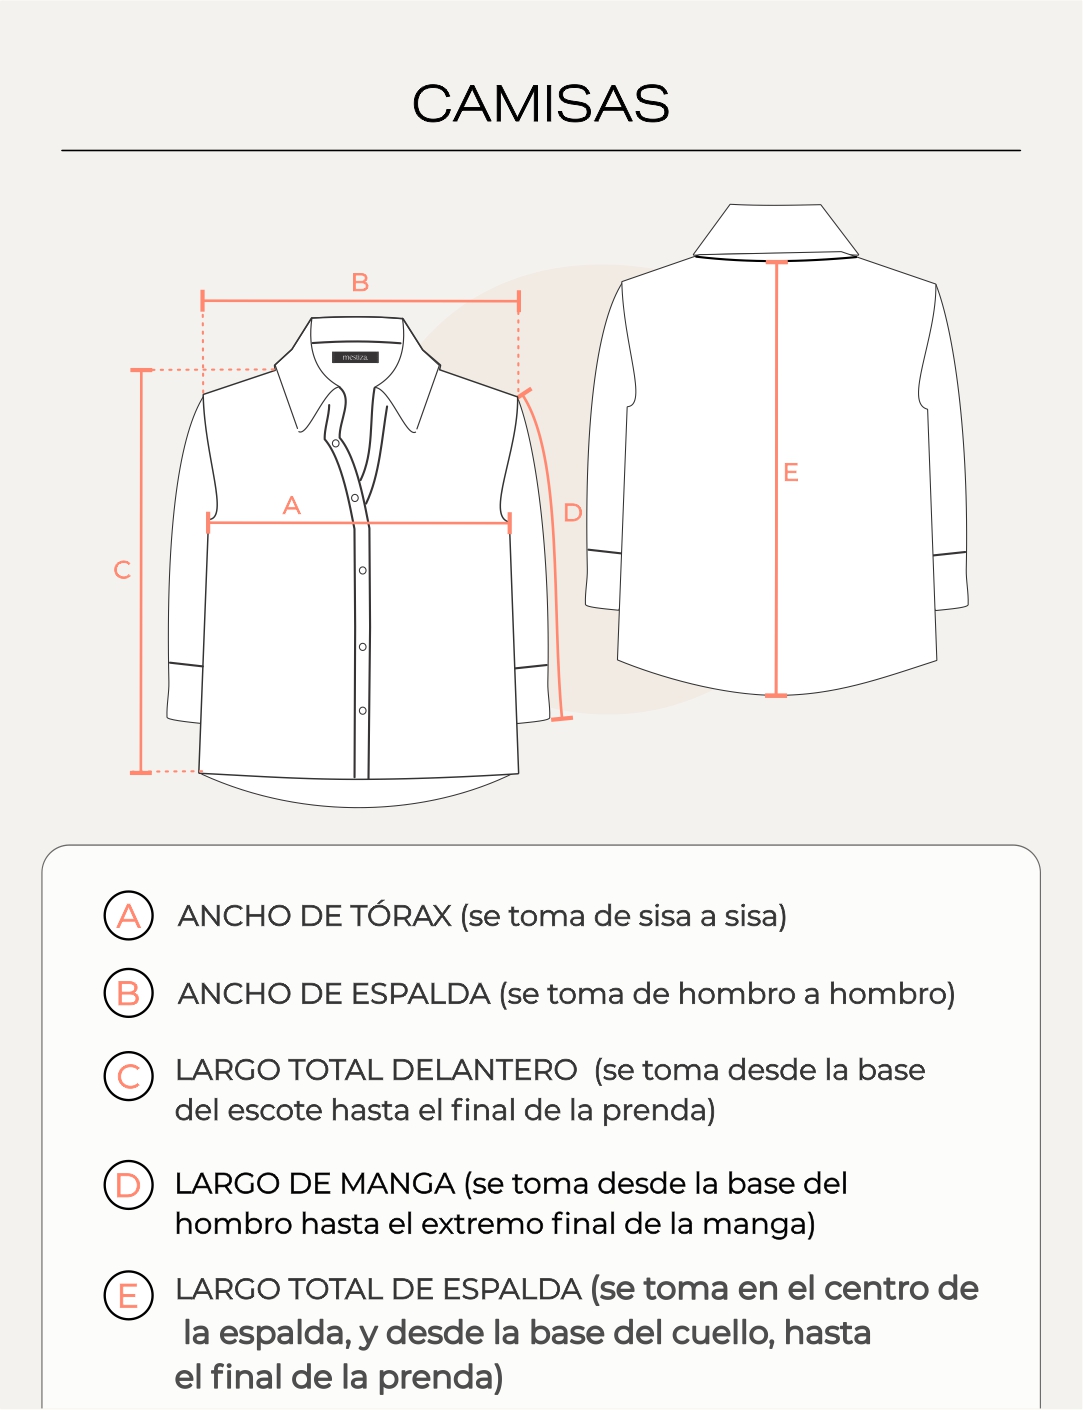 CAMISAS
B
mestiza.
E
A
D
C
A ANCHO DE TÓRAX (se toma de sisa a sisa)
B ANCHO DE ESPALDA (se toma de hombro a hombro)
C LARGO TOTAL DELANTERO (se toma desde la base
del escote hasta el final de la prenda)
D LARGO DE MANGA (se toma desde la base del
hombro hasta el extremo final de la manga)
E LARGO TOTAL DE ESPALDA (se toma en el centro de
la espalda, y desde la base del cuello, hasta
el final de la prenda)